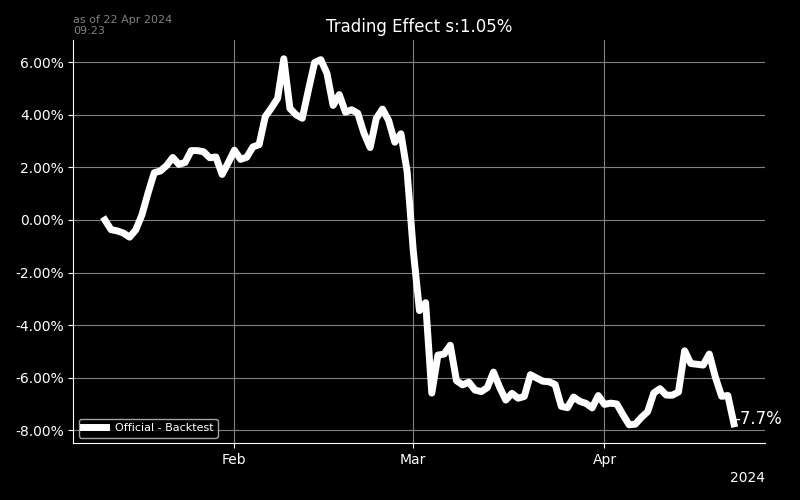 as of 22 Apr 2024
09:23
Trading Effect s:1.05%
6.00%
4.00%
2.00%
0.00%
-2.00%
-4.00%
-6.00%
-8.00%
-7.7%
Official - Backtest
Feb
Mar
Apr
2024